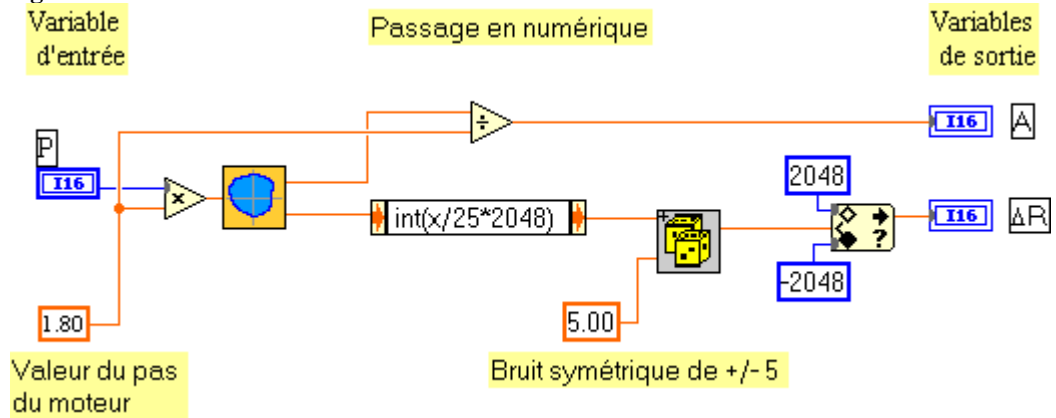 Variable
d'entrée
Passage en numérique
Variables
de sortie
÷
I16
A
P
I16
x
2048
int(x/25*2048)
I16
ΔR
?
-2048
1.80
5.00
Valeur du pas
du moteur
Bruit symétrique de +/- 5